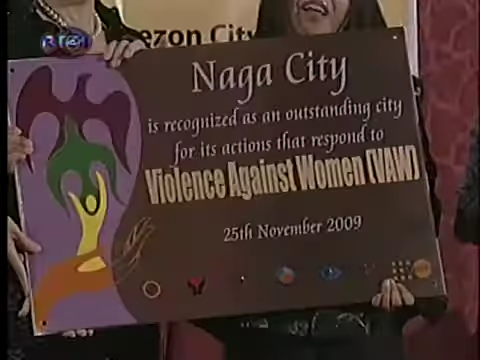 ezon City
Naga City
is recognized as an outstanding city
for its actions that respond to
Violence Against Women (VAW)
25th November 2009